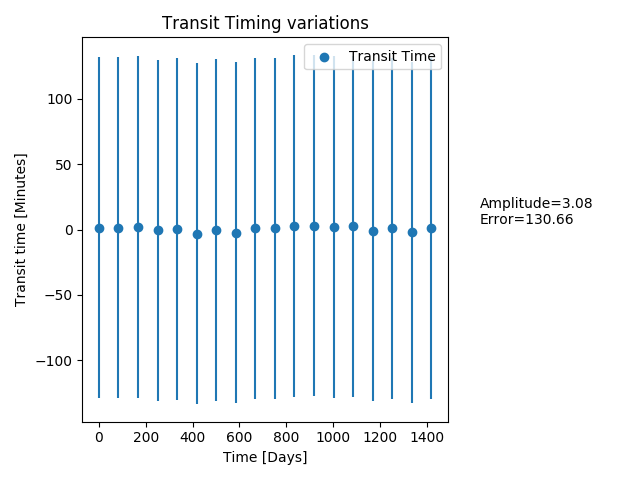 Transit Timing variations
Transit Time
Transit time [Minutes]
100
50
0
−50
−100
Amplitude=3.08
Error=130.66
0 200 400 600 800 1000 1200 1400
Time [Days]